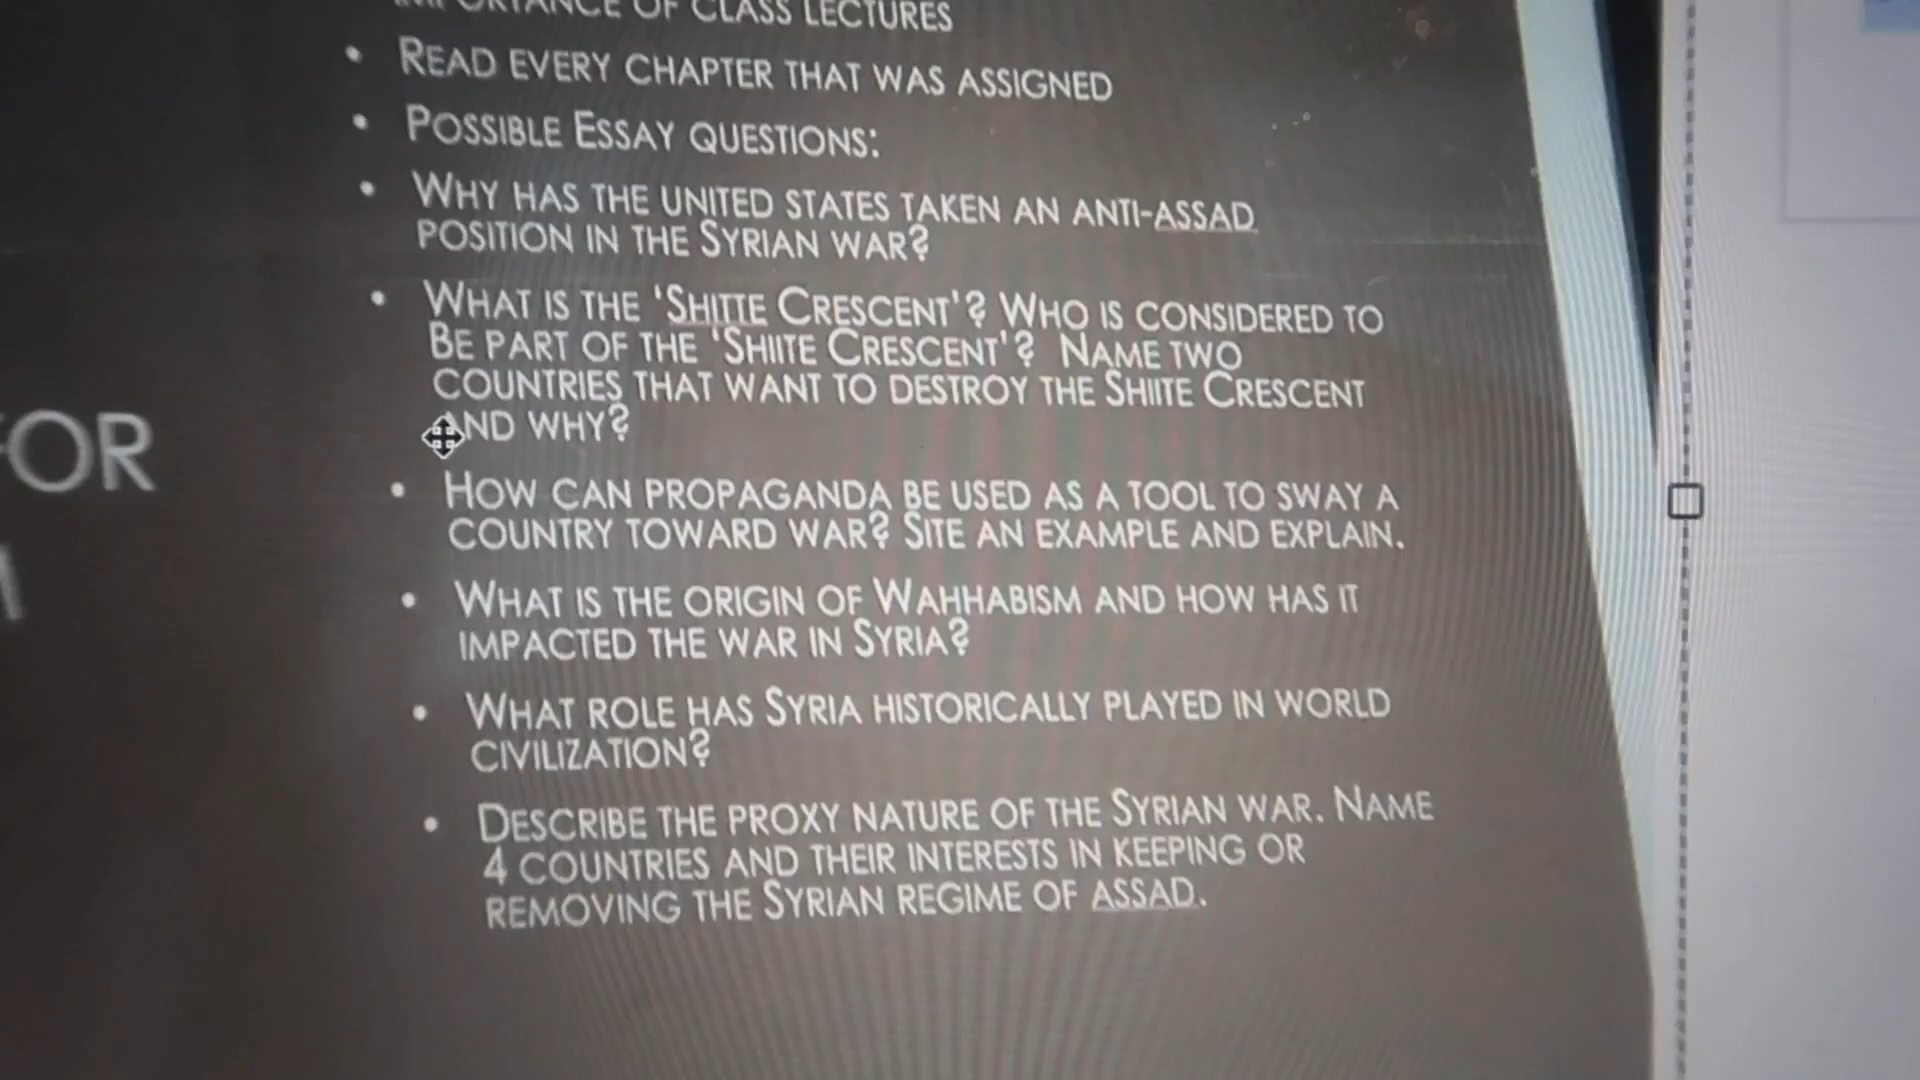 IMPORTANCE OF CLASS LECTURES
• READ EVERY CHAPTER THAT WAS ASSIGNED
• POSSIBLE ESSAY QUESTIONS:
• WHY HAS THE UNITED STATES TAKEN AN ANTI-ASSAD
POSITION IN THE SYRIAN WAR?
• WHAT IS THE 'SHITTE CRESCENT'? WHO IS CONSIDERED TO
BE PART OF THE 'SHIITE CRESCENT'? NAME TWO
COUNTRIES THAT WANT TO DESTROY THE SHIITE CRESCENT
AND WHY?
• HOW CAN PROPAGANDA BE USED AS A TOOL TO SWAY A
COUNTRY TOWARD WAR? SITE AN EXAMPLE AND EXPLAIN.
• WHAT IS THE ORIGIN OF WAHHABISM AND HOW HAS IT
IMPACTED THE WAR IN SYRIA?
• WHAT ROLE HAS SYRIA HISTORICALLY PLAYED IN WORLD
CIVILIZATION?
• DESCRIBE THE PROXY NATURE OF THE SYRIAN WAR. NAME
4 COUNTRIES AND THEIR INTERESTS IN KEEPING OR
REMOVING THE SYRIAN REGIME OF ASSAD.